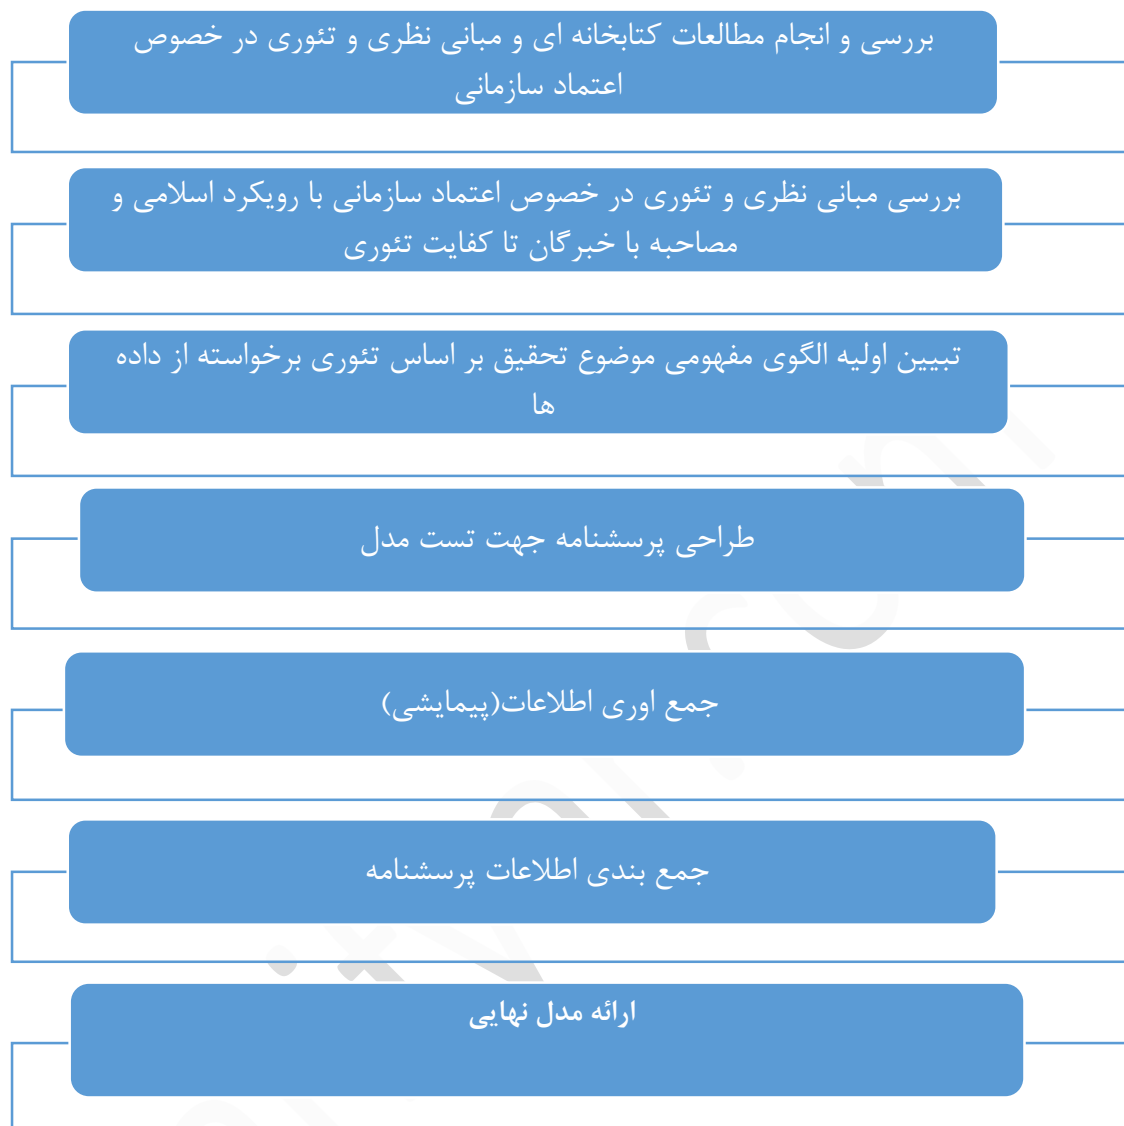 بررسی و انجام مطالعات کتابخانه ای و مبانی نظری و تئوری در خصوص
اعتماد سازمانی
بررسی مبانی نظری و تئوری در خصوص اعتماد سازمانی با رویکرد اسلامی و
مصاحبه با خبرگان تا کفایت تئوری
تبیین اولیه الگوی مفهومی موضوع تحقیق بر اساس تئوری برخواسته از داده
ها
طراحی پرسشنامه جهت تست مدل
جمع اوری اطلاعات(پیمایشی)
جمع بندی اطلاعات پرسشنامه
ارائه مدل نهایی